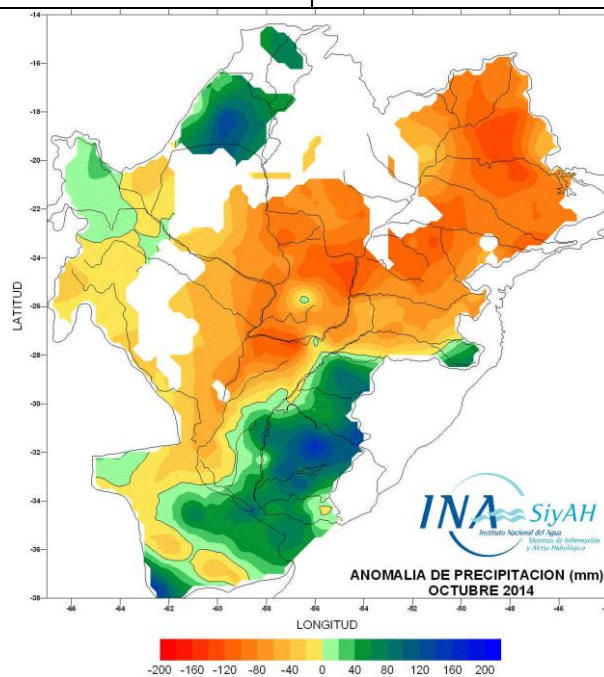 -14
-16
-18
-20
-22
-24
-26
-28
-30
-32
-34
-36
-38
LATITUD
INA SiyAH
Instituto Nacional del Agua
Sistemas de Información
y Alerta Hidrológico
ANOMALIA DE PRECIPITACION (mm)
OCTUBRE 2014
-66 -64 -62 -60 -58 -56 -54 -52 -50 -48 -46
LONGITUD
-200 -160 -120 -80 -40 0 40 80 120 160 200